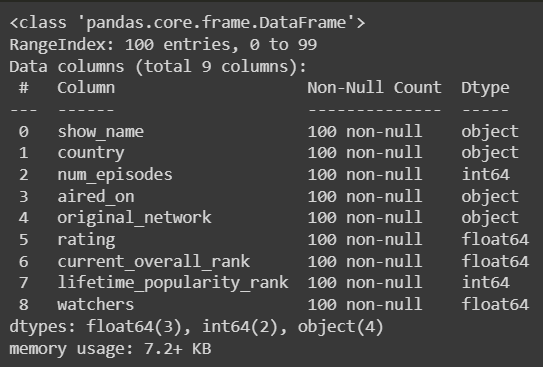 <class 'pandas.core.frame.DataFrame'>
RangeIndex: 100 entries, 0 to 99
Data columns (total 9 columns):
 #   Column                    Non-Null Count  Dtype
---  ------                    --------------  -----
 0   show_name                 100 non-null    object
 1   country                   100 non-null    object
 2   num_episodes              100 non-null    int64
 3   aired_on                  100 non-null    object
 4   original_network          100 non-null    object
 5   rating                    100 non-null    float64
 6   current_overall_rank      100 non-null    float64
 7   lifetime_popularity_rank  100 non-null    int64
 8   watchers                  100 non-null    float64
dtypes: float64(3), int64(2), object(4)
memory usage: 7.2+ KB